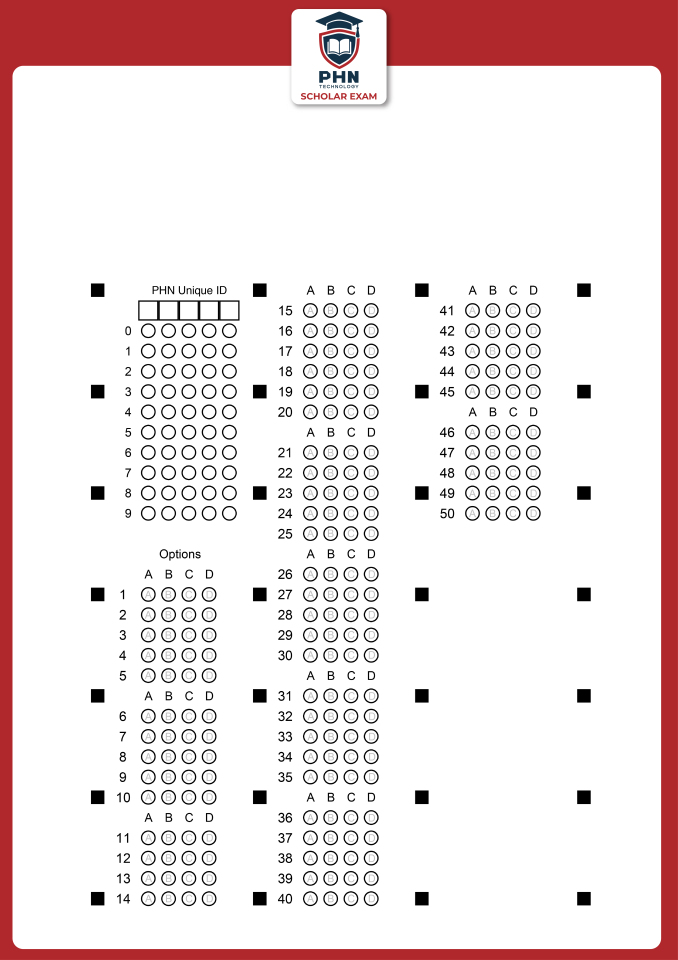 PHN
TECHNOLOGY
SCHOLAR EXAM
PHN Unique ID
0
1
2
3
4
5
6
7
8
9
Options
A B C D
1 A B C D
2 A B C D
3 A B C D
4 A B C D
5 A B C D
A B C D
6 A B C D
7 A B C D
8 A B C D
9 A B C D
10 A B C D
A B C D
11 A B C D
12 A B C D
13 A B C D
14 A B C D
A B C D
15 A B C D
16 A B C D
17 A B C D
18 A B C D
19 A B C D
20 A B C D
A B C D
21 A B C D
22 A B C D
23 A B C D
24 A B C D
25 A B C D
A B C D
26 A B C D
27 A B C D
28 A B C D
29 A B C D
30 A B C D
A B C D
31 A B C D
32 A B C D
33 A B C D
34 A B C D
35 A B C D
A B C D
36 A B C D
37 A B C D
38 A B C D
39 A B C D
40 A B C D
A B C D
41 A B C D
42 A B C D
43 A B C D
44 A B C D
45 A B C D
A B C D
46 A B C D
47 A B C D
48 A B C D
49 A B C D
50 A B C D